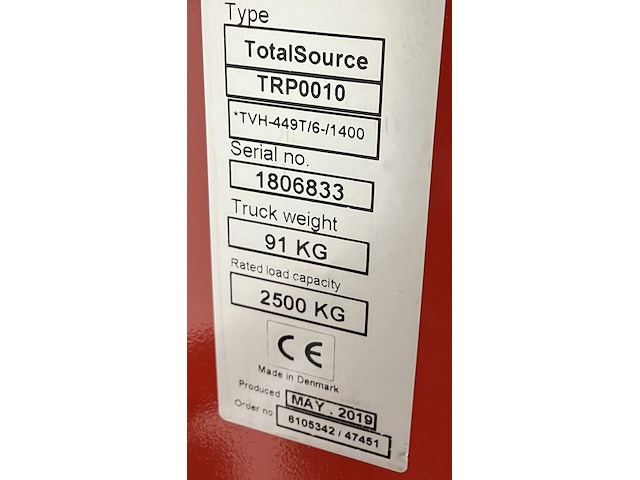 Type
TotalSource
TRP0010
*TVH-449T/6-/1400
Serial no.
1806833
Truck weight
91 KG
Rated load capacity
2500 KG
CE
Made in Denmark
Produced MAY . 2019
Order no 6105342 / 47451